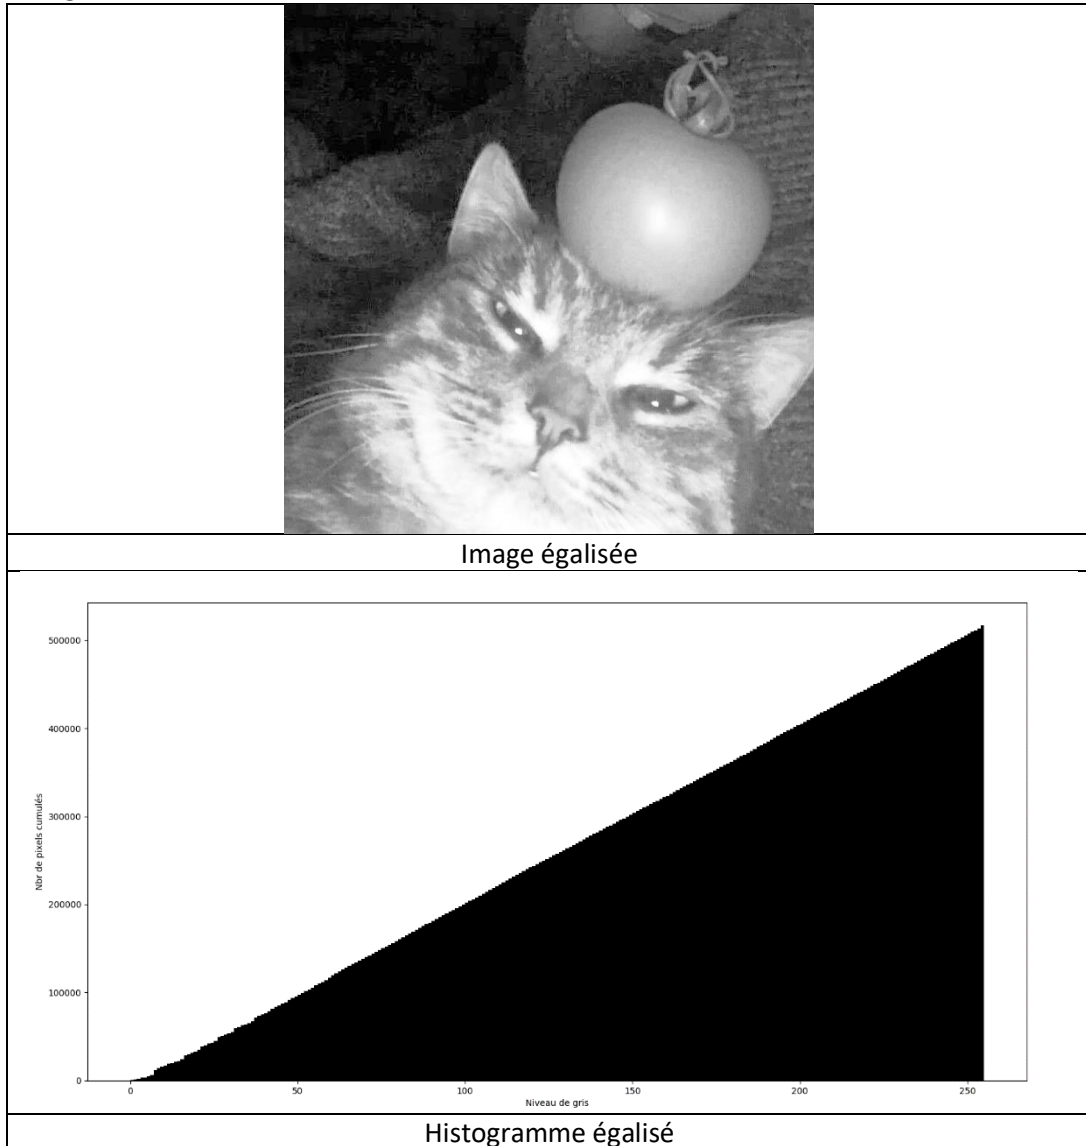 Image égalisée
500000
400000
300000
200000
100000
0
Nbr de pixels cumulés
0 50 100 150 200 250
Niveau de gris
Histogramme égalisé